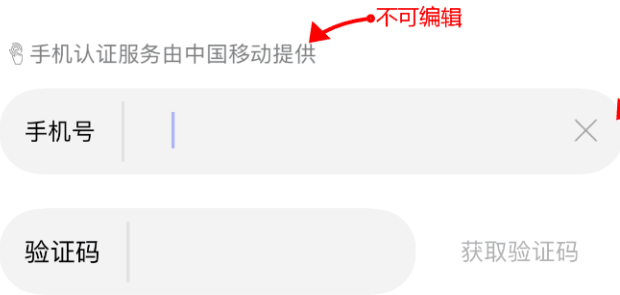 不可编辑
手机认证服务由中国移动提供
手机号
验证码 获取验证码